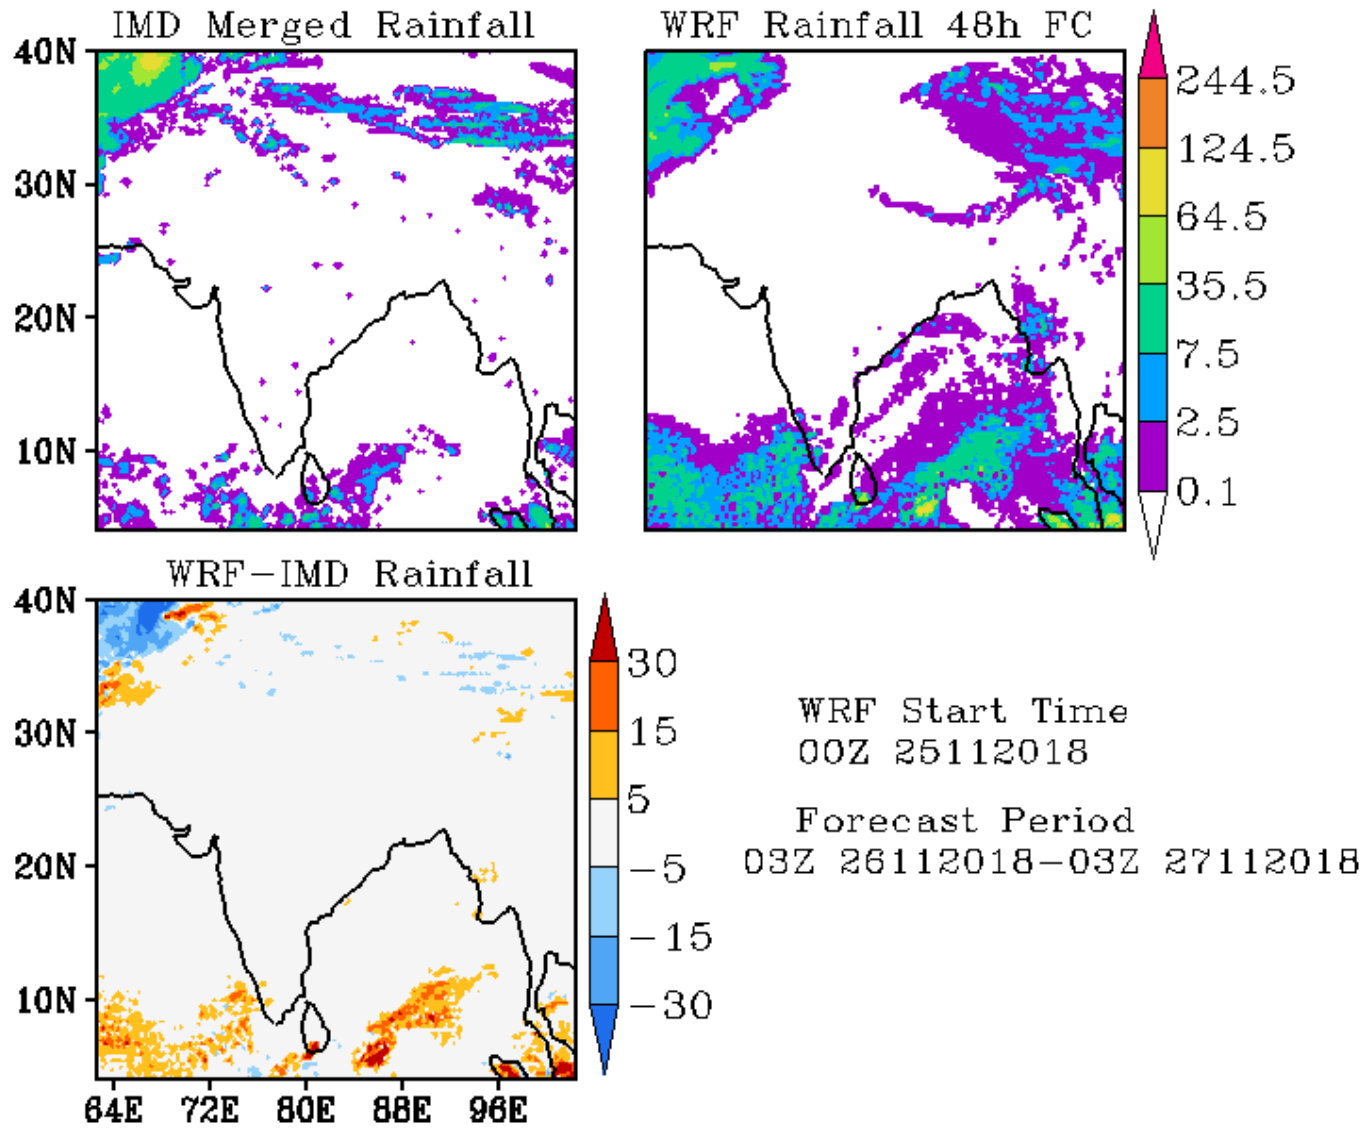 IMD Merged Rainfall
WRF Rainfall 48h FC
40N
30N
20N
10N
244.5
124.5
64.5
35.5
7.5
2.5
0.1
WRF-IMD Rainfall
40N
30N
20N
10N
64E 72E 80E 88E 96E
30
15
5
-5
-15
-30
WRF Start Time
00Z 25112018
Forecast Period
03Z 26112018-03Z 27112018